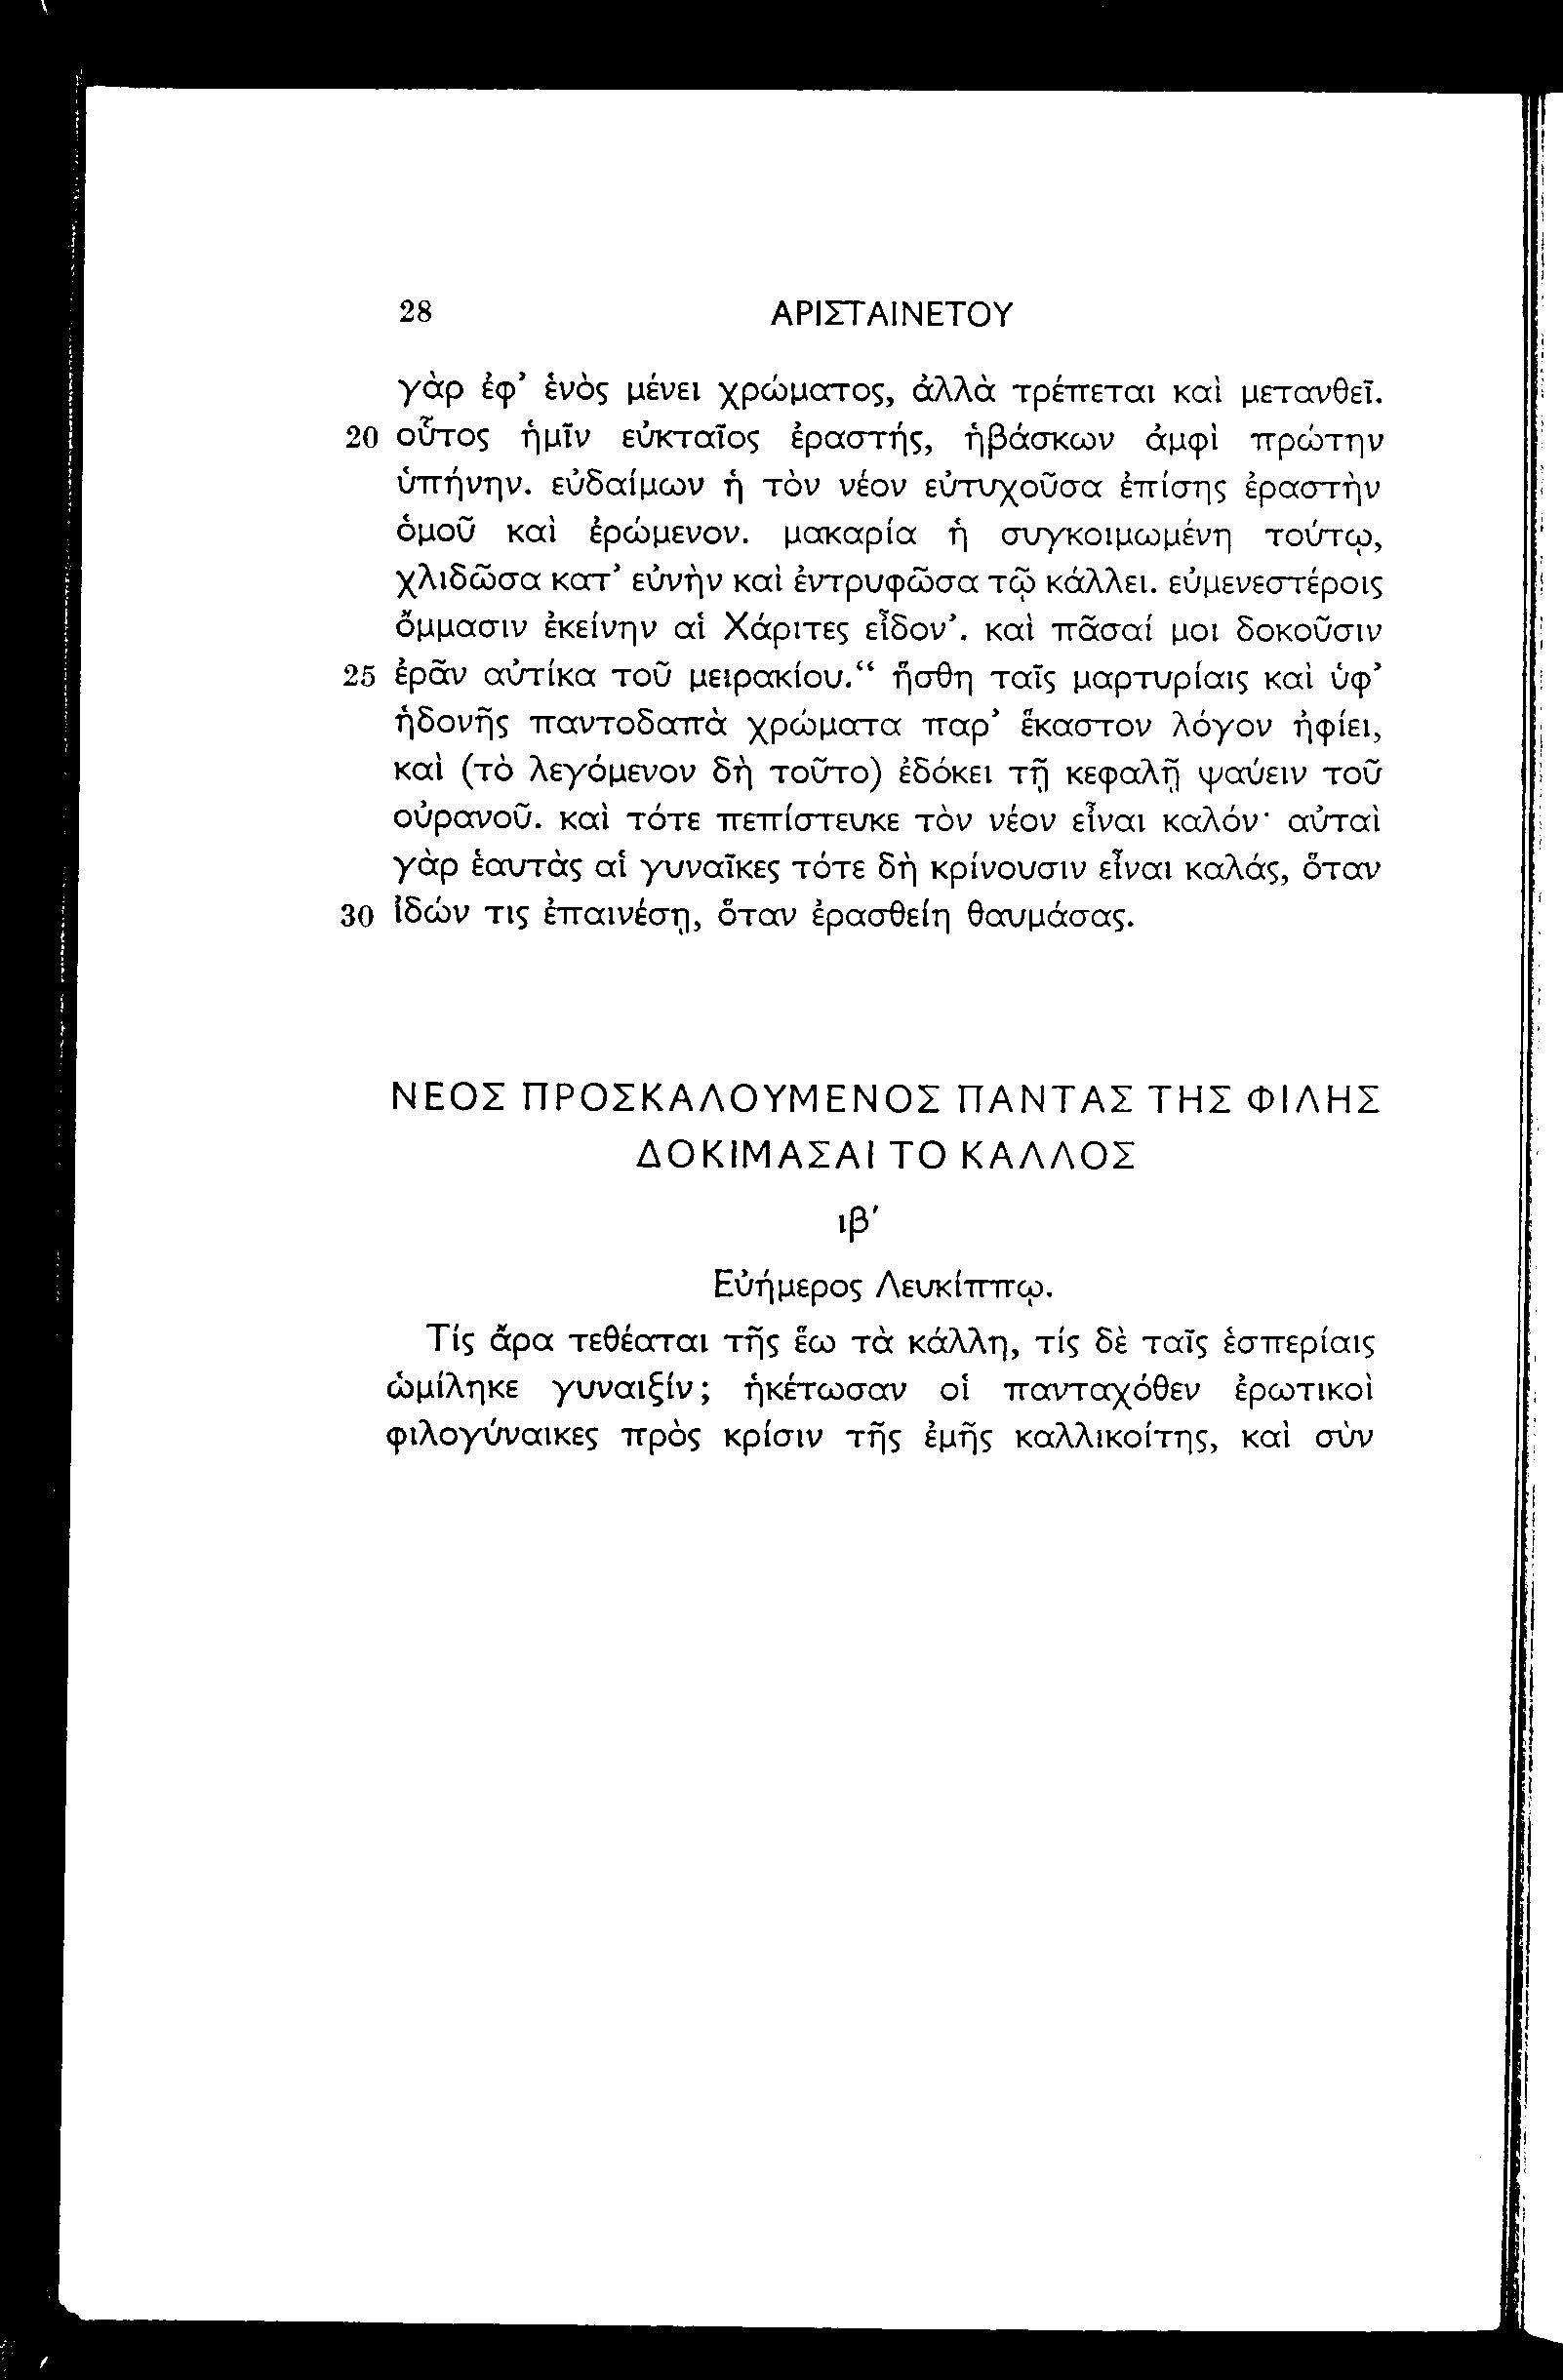 28 ΑΡΙΣΤΑΙΝΕΤΟΥ
γὰρ ἐφ’ ἑνὸς μένει χρώματος, ἀλλὰ τρέπεται καὶ μετανθεῖ.
20 οὗτος ἡμῖν εὐκταῖος ἐραστής, ἡβάσκων ἀμφὶ πρώτην
ὑπήνην. εὐδαίμων ἡ τὸν νέον εὐτυχοῦσα ἐπίσης ἐραστὴν
ὁμοῦ καὶ ἐρώμενον. μακαρία ἡ συγκοιμωμένη τούτῳ,
χλιδῶσα κατ’ εὐνὴν καὶ ἐντρυφῶσα τῷ κάλλει. εὐμενεστέροις
ὄμμασιν ἐκείνην αἱ Χάριτες εἶδον’. καὶ πᾶσαί μοι δοκοῦσιν
25 ἐρᾶν αὐτίκα τοῦ μειρακίου.“ ἥσθη ταῖς μαρτυρίαις καὶ ὑφ’
ἡδονῆς παντοδαπὰ χρώματα παρ’ ἕκαστον λόγον ἠφίει,
καὶ (τὸ λεγόμενον δὴ τοῦτο) ἐδόκει τῇ κεφαλῇ ψαύειν τοῦ
οὐρανοῦ. καὶ τότε πεπίστευκε τὸν νέον εἶναι καλόν· αὐταὶ
γὰρ ἑαυτὰς αἱ γυναῖκες τότε δὴ κρίνουσιν εἶναι καλάς, ὅταν
30 ἰδών τις ἐπαινέσῃ, ὅταν ἐρασθείη θαυμάσας.
ΝΕΟΣ ΠΡΟΣΚΑΛΟΥΜΕΝΟΣ ΠΑΝΤΑΣ ΤΗΣ ΦΙΛΗΣ
ΔΟΚΙΜΑΣΑΙ ΤΟ ΚΑΛΛΟΣ
ιβ′
Εὐήμερος Λευκίππῳ.
Τίς ἄρα τεθέαται τῆς ἕω τὰ κάλλη, τίς δὲ ταῖς ἑσπερίαις
ὡμίληκε γυναιξίν; ἡκέτωσαν οἱ πανταχόθεν ἐρωτικοὶ
φιλογύναικες πρὸς κρίσιν τῆς ἐμῆς καλλικοίτης, καὶ σὺν